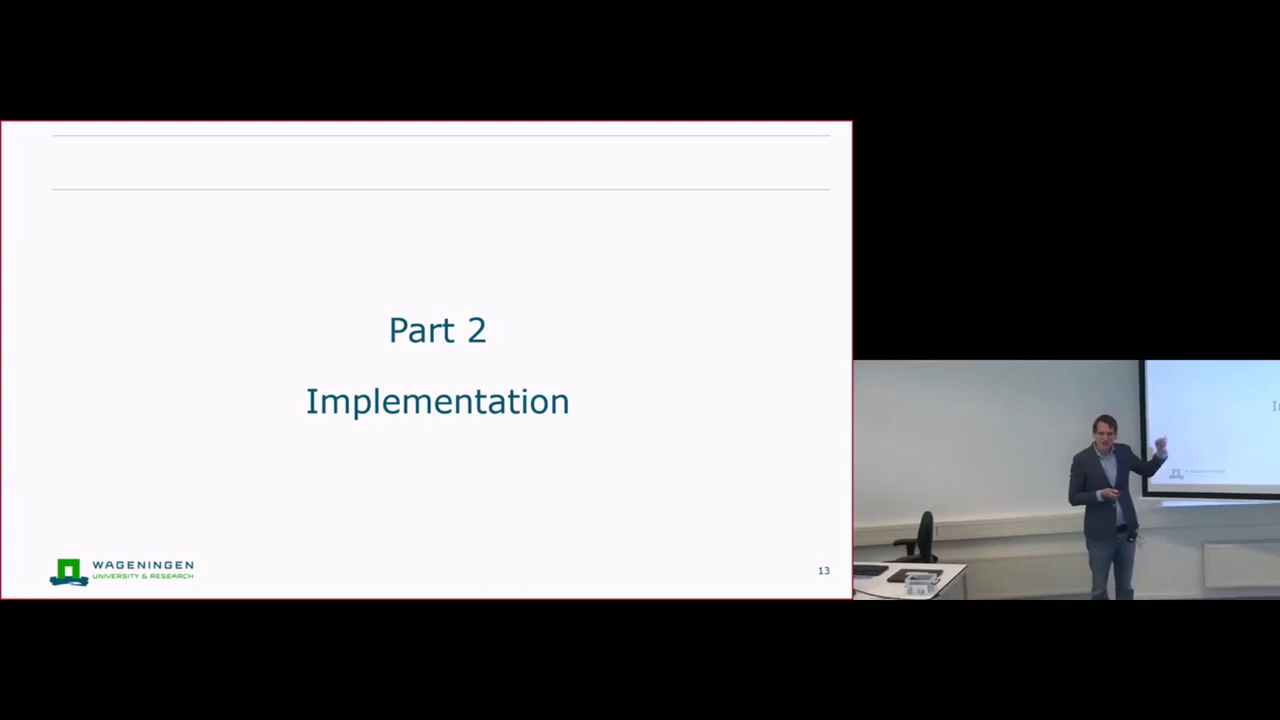 Part 2
Implementation
WAGENINGEN
UNIVERSITY & RESEARCH
13